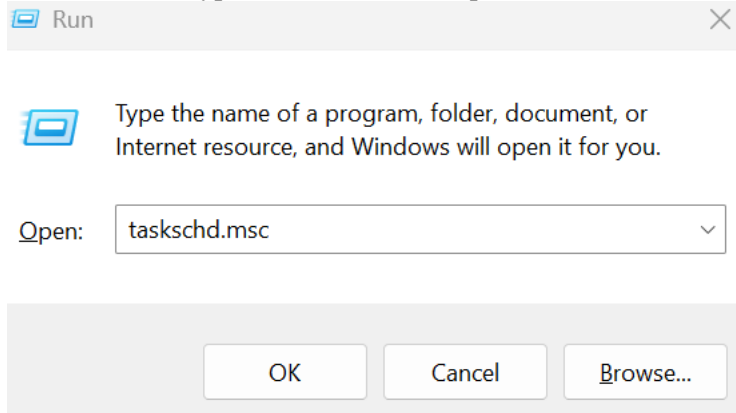 Run
Type the name of a program, folder, document, or
Internet resource, and Windows will open it for you.
Open:
taskschd.msc
OK
Cancel
Browse...